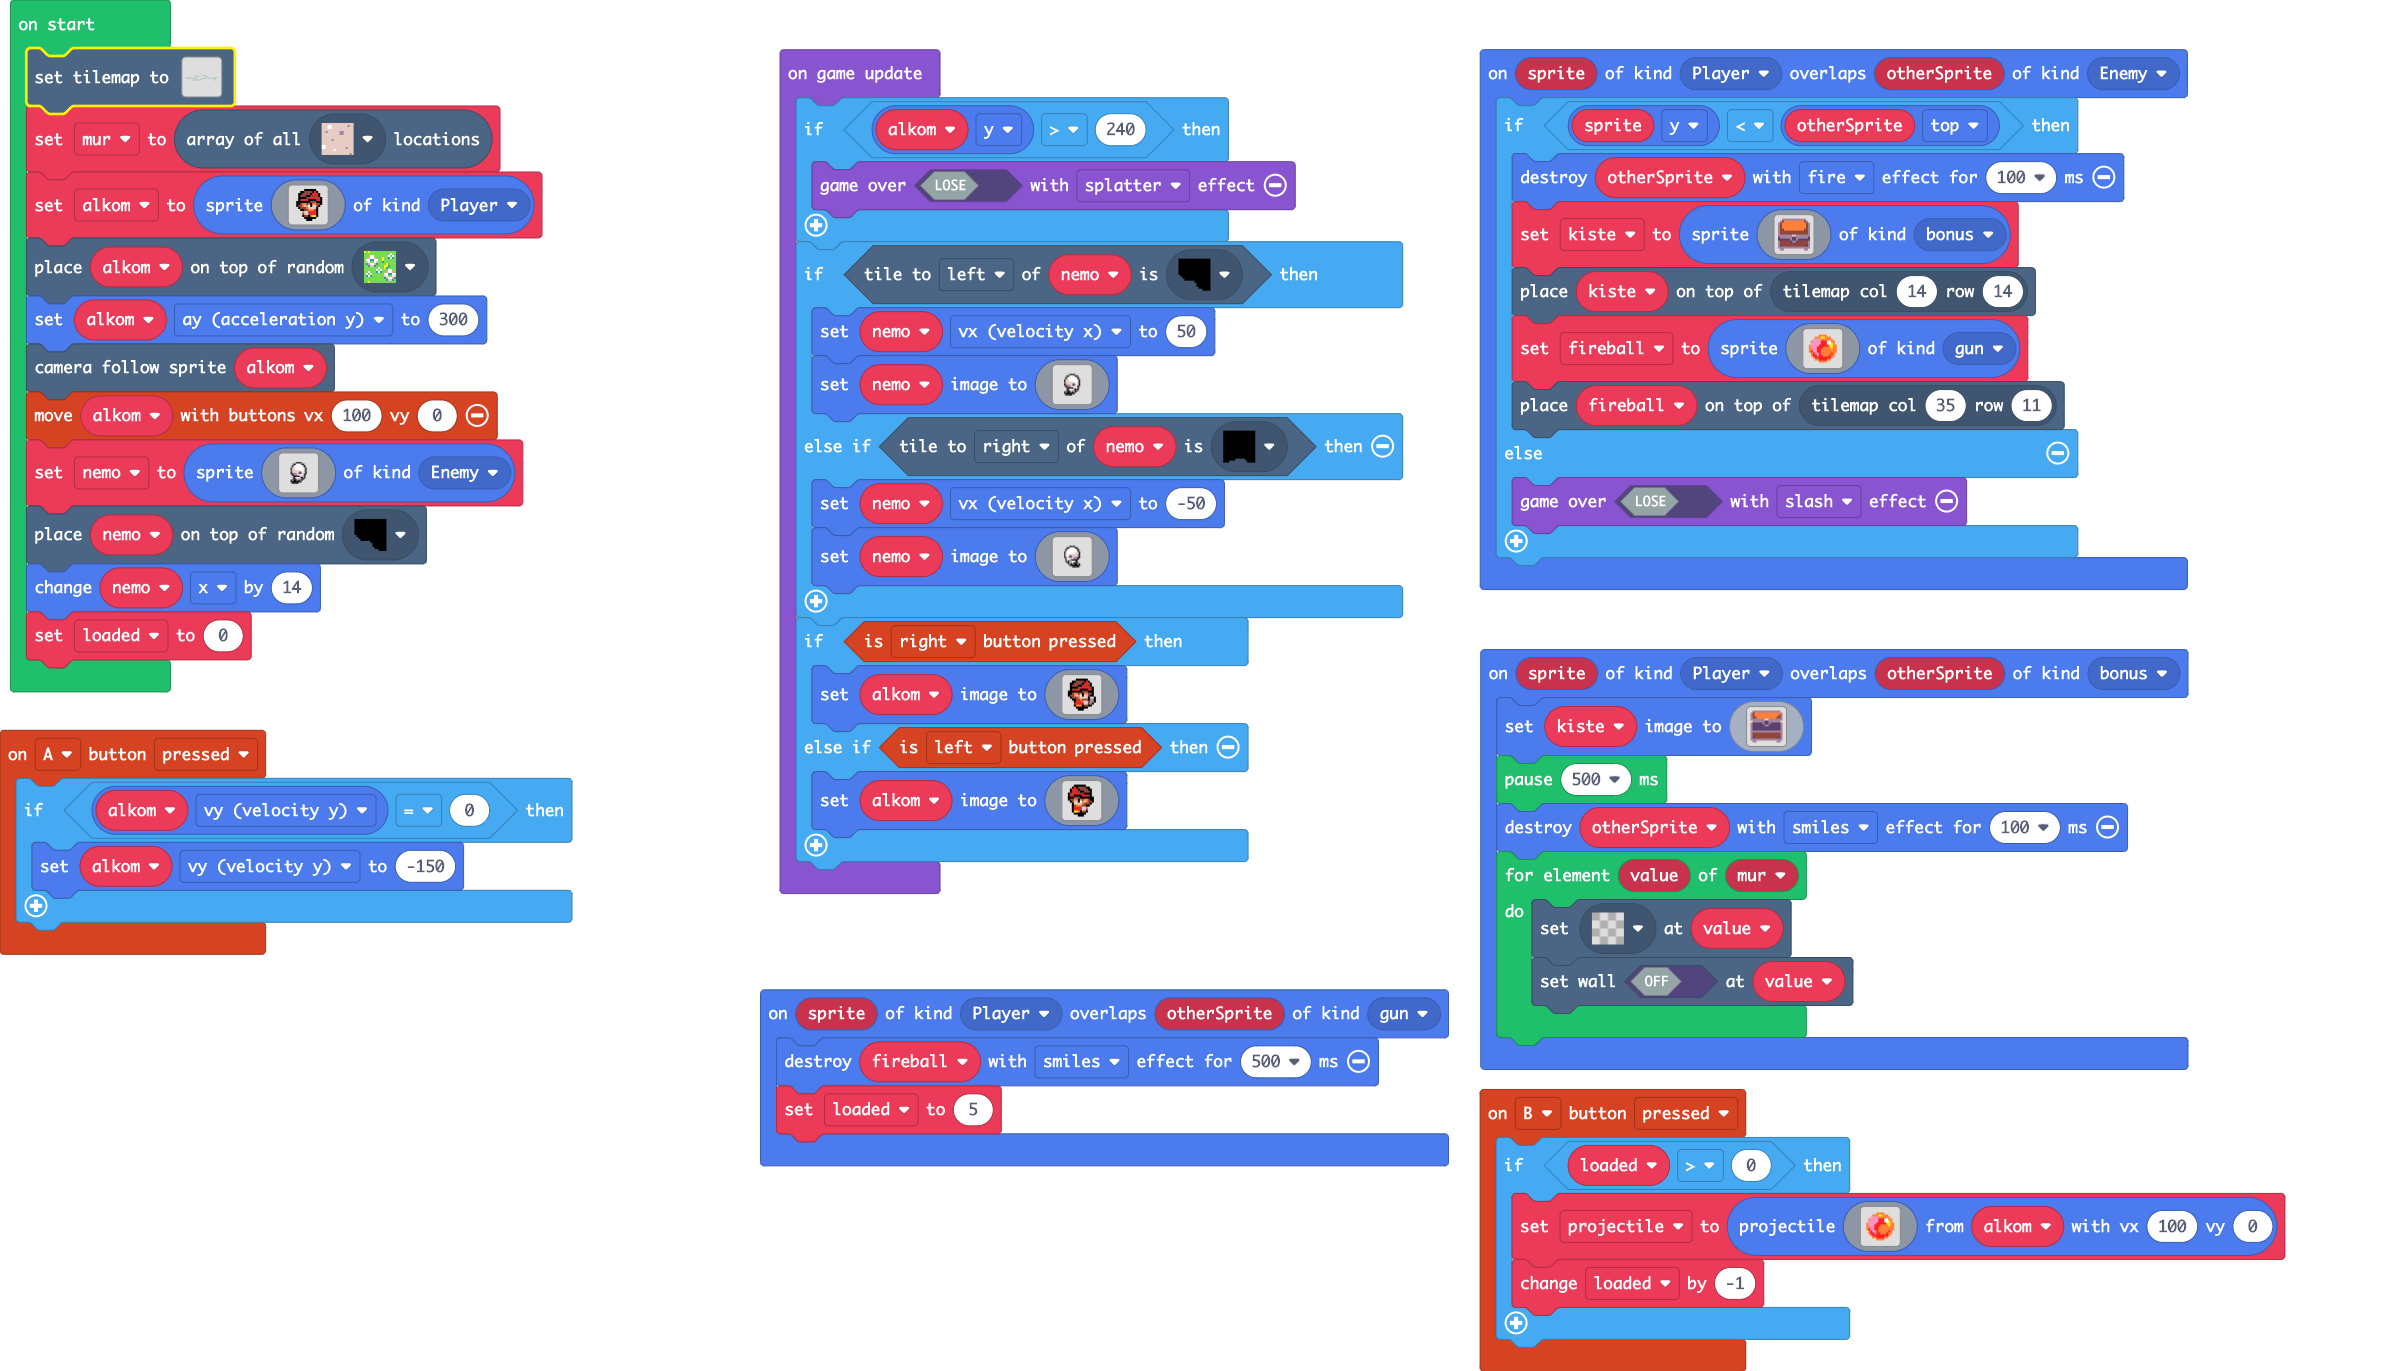 on start
set tilemap to
set mur to array of all locations
set alkom to sprite of kind Player
place alkom on top of random
set alkom ay (acceleration y) to 300
camera follow sprite alkom
move alkom with buttons vx 100 vy 0
set nemo to sprite of kind Enemy
place nemo on top of random
change nemo x by 14
set loaded to 0
on A button pressed
if alkom vy (velocity y) = 0 then
set alkom vy (velocity y) to -150
on game update
if alkom y > 240 then
game over LOSE with splatter effect
if tile to left of nemo is then
set nemo vx (velocity x) to 50
set nemo image to
else if tile to right of nemo is then
set nemo vx (velocity x) to -50
set nemo image to
if is right button pressed then
set alkom image to
else if is left button pressed then
set alkom image to
on sprite of kind Player overlaps otherSprite of kind gun
destroy fireball with smiles effect for 500 ms
set loaded to 5
on sprite of kind Player overlaps otherSprite of kind Enemy
if sprite y < otherSprite top then
destroy otherSprite with fire effect for 100 ms
set kiste to sprite of kind bonus
place kiste on top of tilemap col 14 row 14
set fireball to sprite of kind gun
place fireball on top of tilemap col 35 row 11
else
game over LOSE with slash effect
on sprite of kind Player overlaps otherSprite of kind bonus
set kiste image to
pause 500 ms
destroy otherSprite with smiles effect for 100 ms
for element value of mur
do set at value
set wall OFF at value
on B button pressed
if loaded > 0 then
set projectile to projectile from alkom with vx 100 vy 0
change loaded by -1